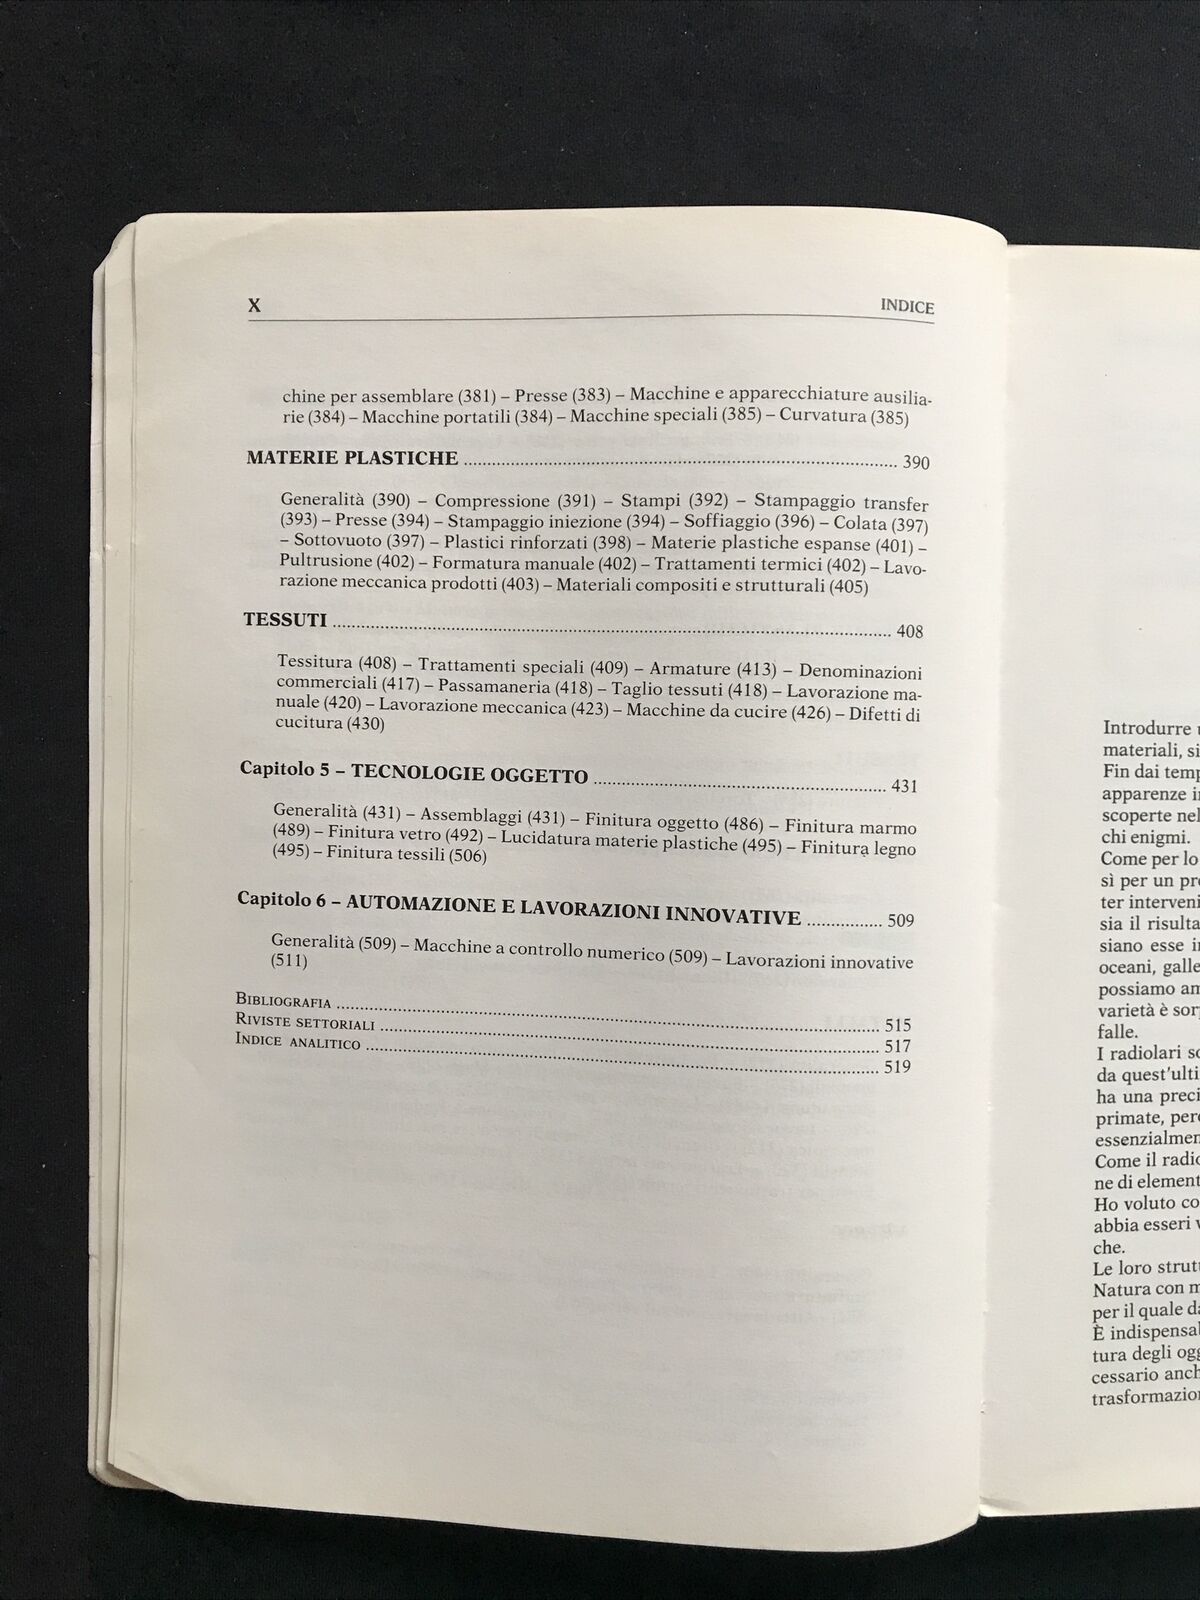 X INDICE
chine per assemblare (381) – Presse (383) – Macchine e apparecchiature ausilia-
rie (384) – Macchine portatili (384) – Macchine speciali (385) – Curvatura (385)
MATERIE PLASTICHE ........ 390
Generalità (390) – Compressione (391) – Stampi (392) – Stampaggio transfer
(393) – Presse (394) – Stampaggio iniezione (394) – Soffiaggio (396) – Colata (397)
– Sottovuoto (397) – Plastici rinforzati (398) – Materie plastiche espanse (401) –
Pultrusione (402) – Formatura manuale (402) – Trattamenti termici (402) – Lavo-
razione meccanica prodotti (403) – Materiali compositi e strutturali (405)
TESSUTI ........ 408
Tessitura (408) – Trattamenti speciali (409) – Armature (413) – Denominazioni
commerciali (417) – Passamaneria (418) – Taglio tessuti (418) – Lavorazione ma-
nuale (420) – Lavorazione meccanica (423) – Macchine da cucire (426) – Difetti di
cucitura (430)
Capitolo 5 – TECNOLOGIE OGGETTO ........ 431
Generalità (431) – Assemblaggi (431) – Finitura oggetto (486) – Finitura marmo
(489) – Finitura vetro (492) – Lucidatura materie plastiche (495) – Finitura legno
(495) – Finitura tessili (506)
Capitolo 6 – AUTOMAZIONE E LAVORAZIONI INNOVATIVE ........ 509
Generalità (509) – Macchine a controllo numerico (509) – Lavorazioni innovative
(511)
BIBLIOGRAFIA ........ 515
RIVISTE SETTORIALI ........ 517
INDICE ANALITICO ........ 519
Introdurre
materiali, si
Fin dai temp
apparenze i
scoperte nel
chi enigmi.
Come per lo
sì per un pr
ter interveni
sia il risulta
siano esse i
oceani, galle
possiamo am
varietà è sor
falle.
I radiolari s
da quest'ulti
ha una preci
primate, per
essenzialmen
Come il radio
ne di element
Ho voluto co
abbia esseri v
che.
Le loro strut
Natura con m
per il quale d
È indispensab
tura degli ogg
cessario anch
trasformazio